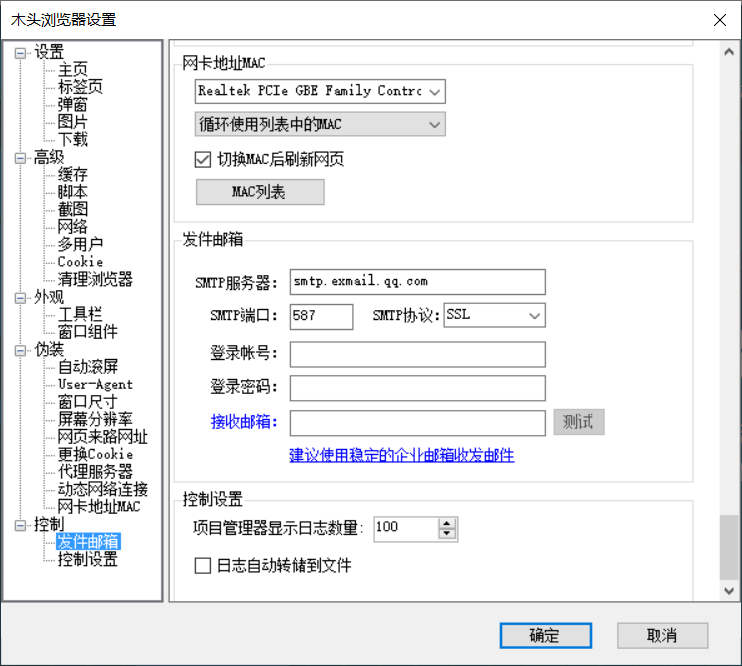 木头浏览器设置
设置
主页
标签页
弹窗
图片
下载
高级
缓存
脚本
截图
网络
多用户
Cookie
清理浏览器
外观
工具栏
窗口组件
伪装
自动滚屏
User-Agent
窗口尺寸
屏幕分辨率
网页来路网址
更换Cookie
代理服务器
动态网络连接
网卡地址MAC
控制
发件邮箱
控制设置
网卡地址MAC
Realtek PCIe GBE Family Contrc
循环使用列表中的MAC
切换MAC后刷新网页
MAC列表
发件邮箱
SMTP服务器: smtp.exmail.qq.com
SMTP端口: 587 SMTP协议: SSL
登录帐号:
登录密码:
接收邮箱: 测试
建议使用稳定的企业邮箱收发邮件
控制设置
项目管理器显示日志数量: 100
日志自动转储到文件
确定 取消